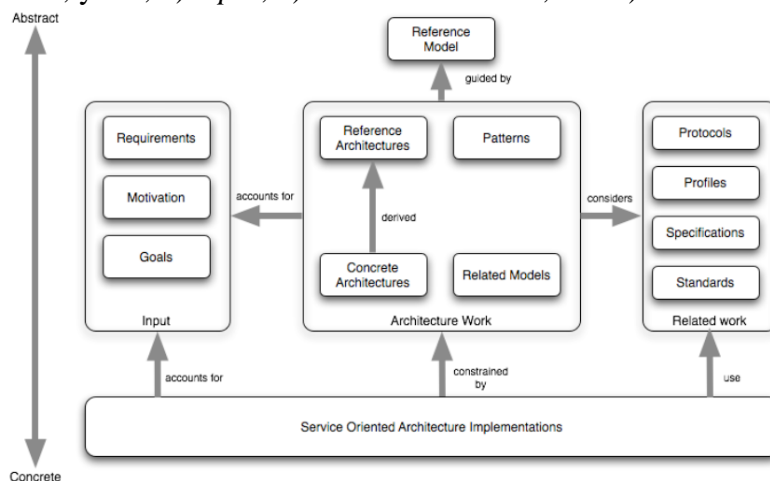 Abstract
Reference
Model
guided by
Requirements
Motivation
Goals
Input
accounts for
Reference
Architectures
Patterns
derived
Concrete
Architectures
Related Models
Architecture Work
considers
Protocols
Profiles
Specifications
Standards
Related work
accounts for
constrained
by
use
Service Oriented Architecture Implementations
Concrete